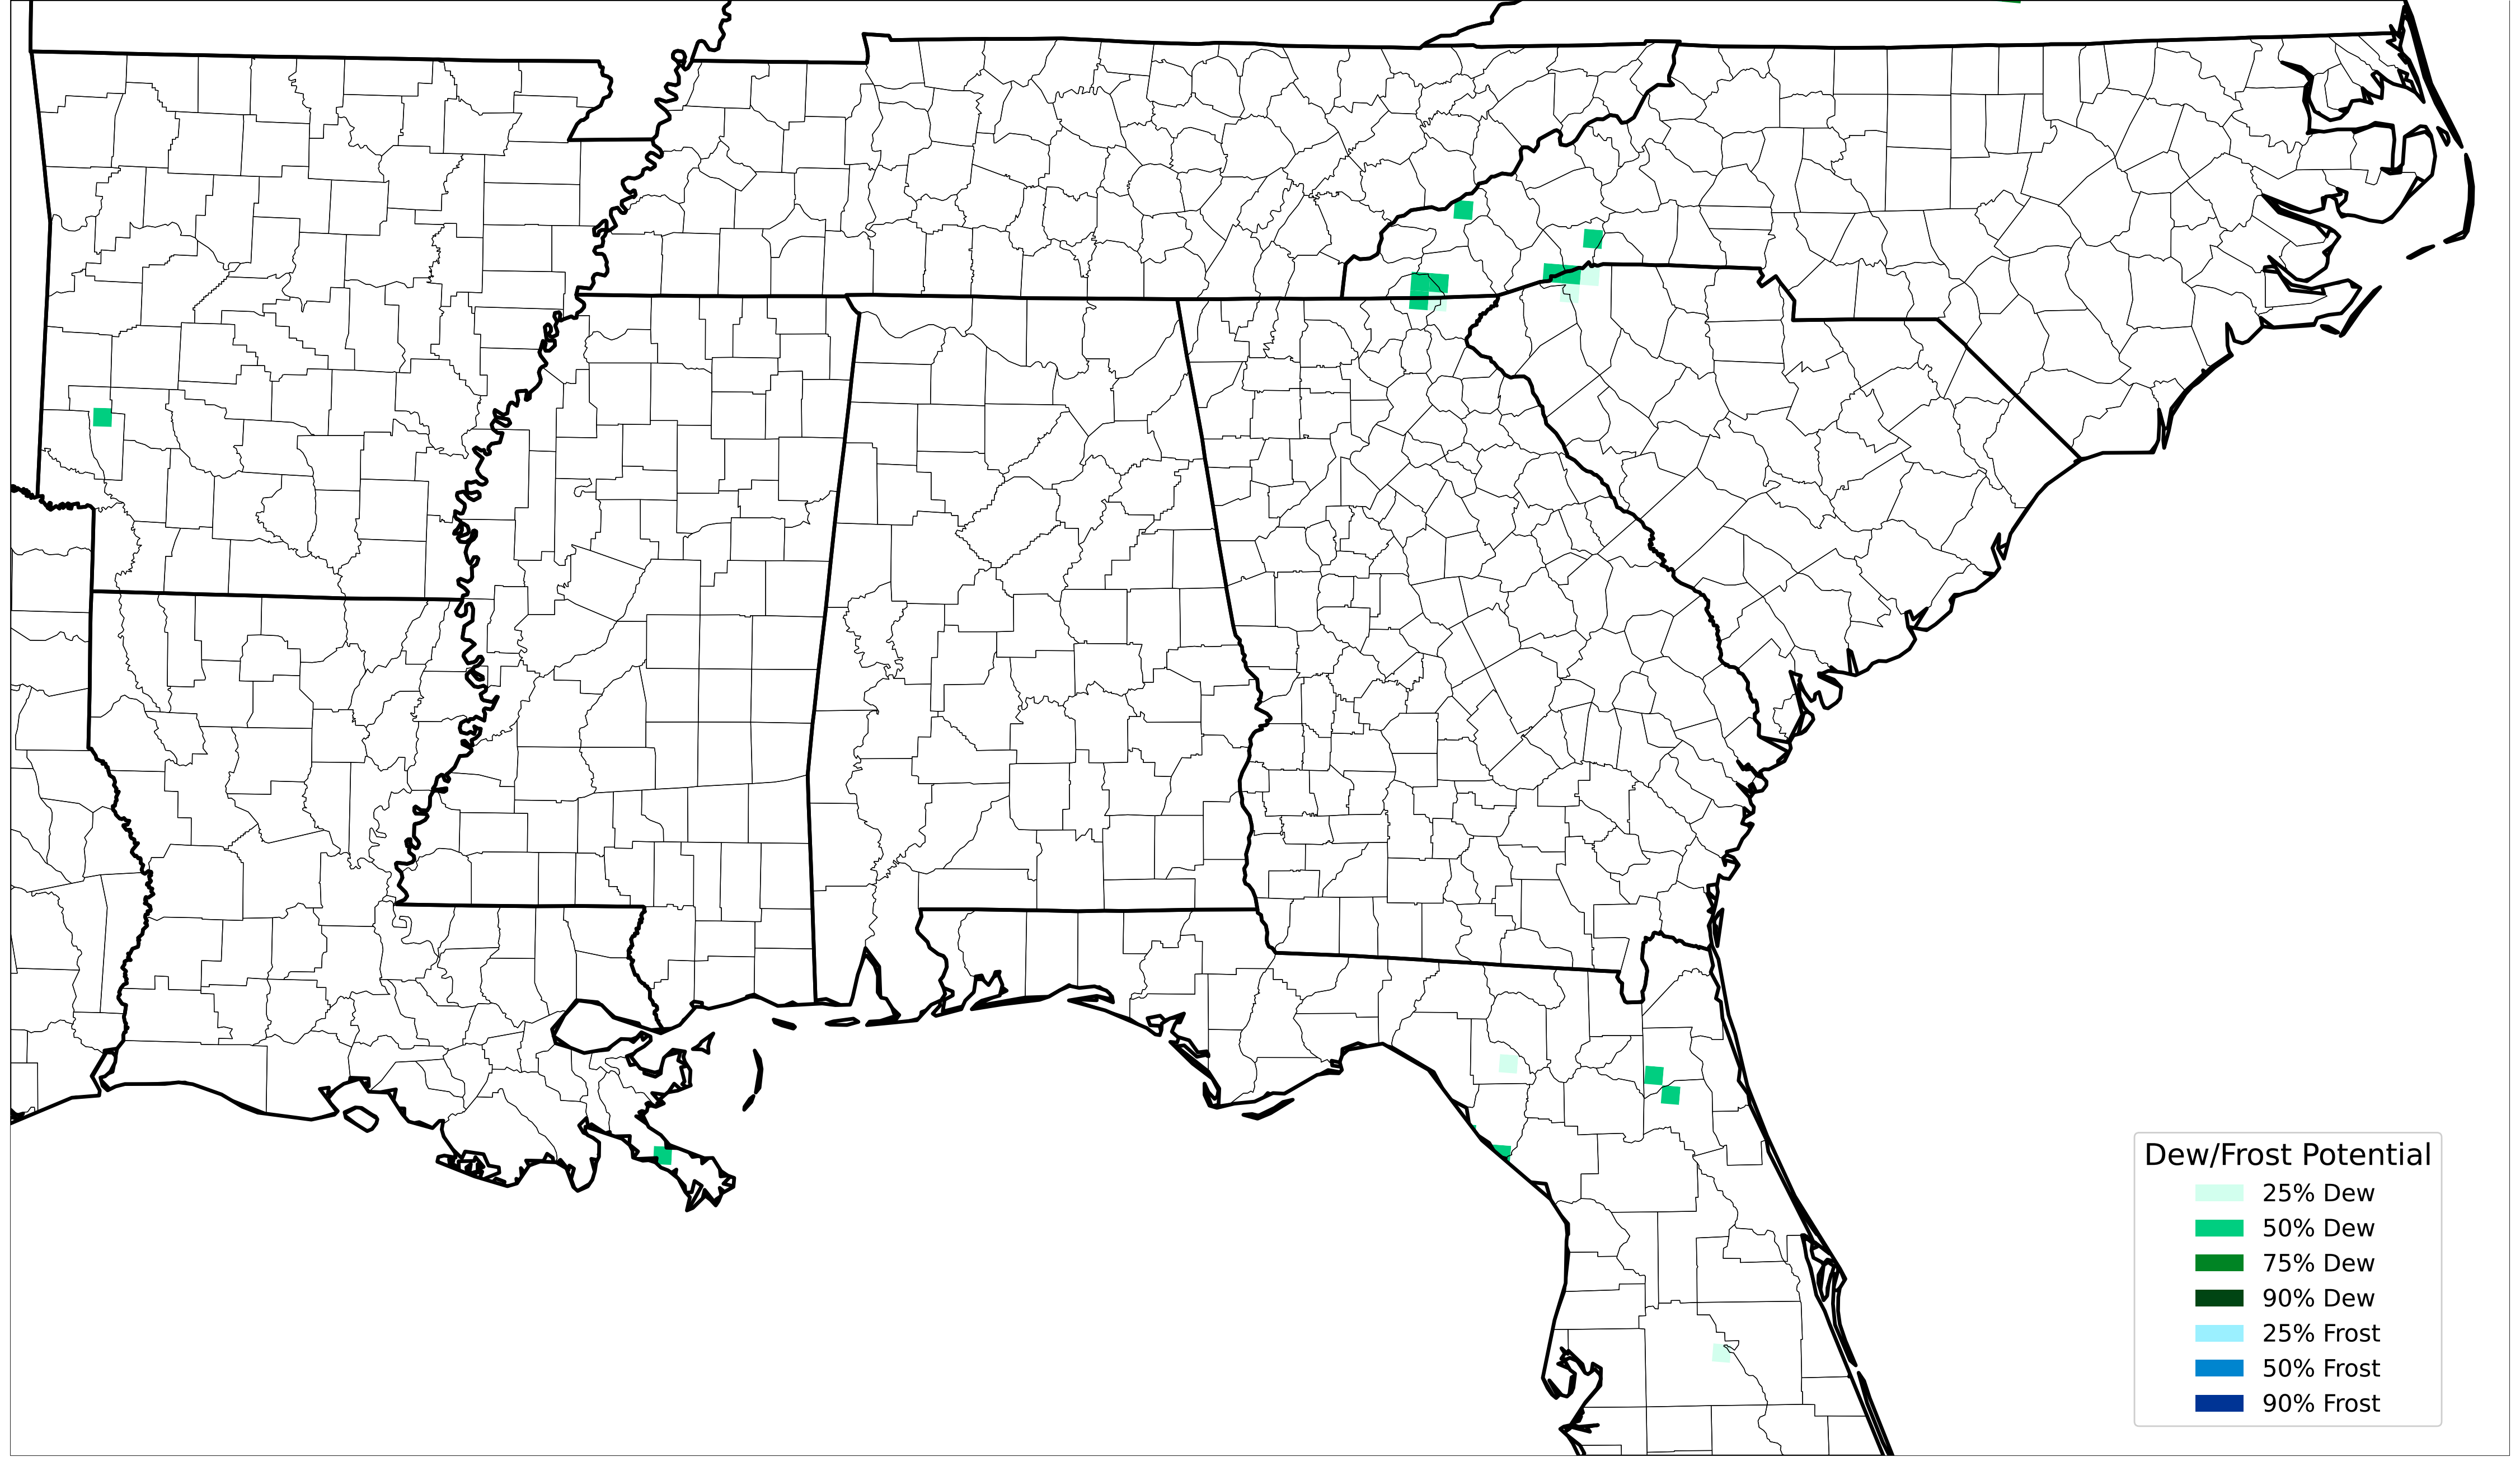 Dew/Frost Potential
25% Dew
50% Dew
75% Dew
90% Dew
25% Frost
50% Frost
90% Frost